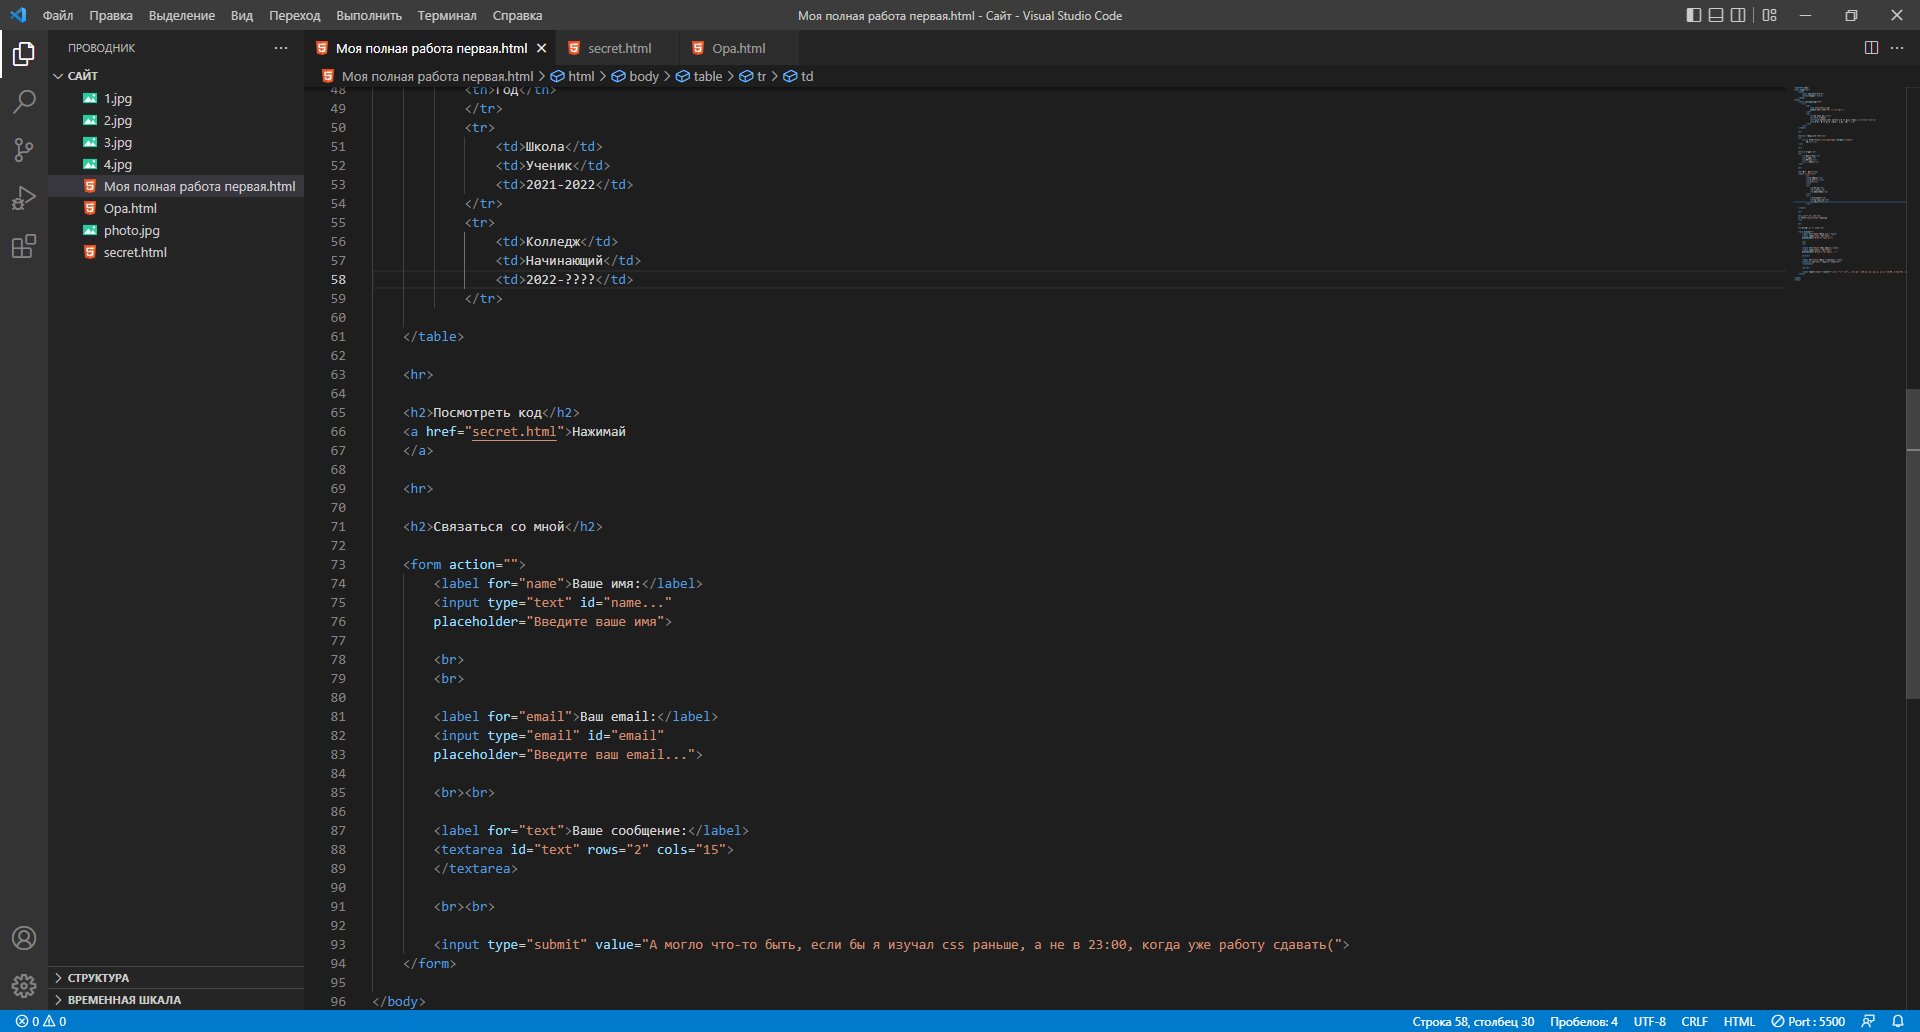 Файл Правка Выделение Вид Переход Выполнить Терминал Справка Моя полная работа первая.html - Сайт - Visual Studio Code
ПРОВОДНИК
САЙТ
1.jpg
2.jpg
3.jpg
4.jpg
Моя полная работа первая.html
Opa.html
photo.jpg
secret.html
СТРУКТУРА
ВРЕМЕННАЯ ШКАЛА
Моя полная работа первая.html secret.html Opa.html
Моя полная работа первая.html > html > body > table > tr > td
48 <th>Год</th>
49 </tr>
50 <tr>
51 <td>Школа</td>
52 <td>Ученик</td>
53 <td>2021-2022</td>
54 </tr>
55 <tr>
56 <td>Колледж</td>
57 <td>Начинающий</td>
58 <td>2022-????</td>
59 </tr>
60
61 </table>
62
63 <hr>
64
65 <h2>Посмотреть код</h2>
66 <a href="secret.html">Нажимай
67 </a>
68
69 <hr>
70
71 <h2>Связаться со мной</h2>
72
73 <form action="">
74 <label for="name">Ваше имя:</label>
75 <input type="text" id="name..."
76 placeholder="Введите ваше имя">
77
78 <br>
79 <br>
80
81 <label for="email">Ваш email:</label>
82 <input type="email" id="email"
83 placeholder="Введите ваш email...">
84
85 <br><br>
86
87 <label for="text">Ваше сообщение:</label>
88 <textarea id="text" rows="2" cols="15">
89 </textarea>
90
91 <br><br>
92
93 <input type="submit" value="А могло что-то быть, если бы я изучал css раньше, а не в 23:00, когда уже работу сдавать(">
94 </form>
95
96 </body>
0 0 Строка 58, столбец 30 Пробелов: 4 UTF-8 CRLF HTML Port : 5500